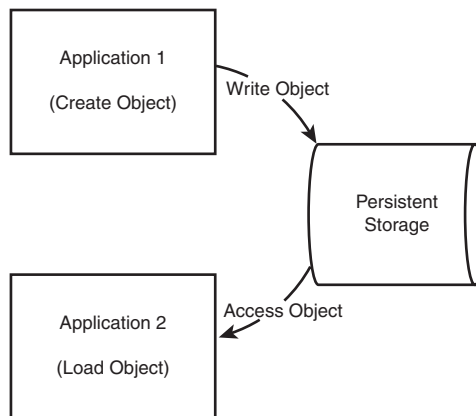 Application 1
(Create Object)
Write Object
Persistent
Storage
Access Object
Application 2
(Load Object)